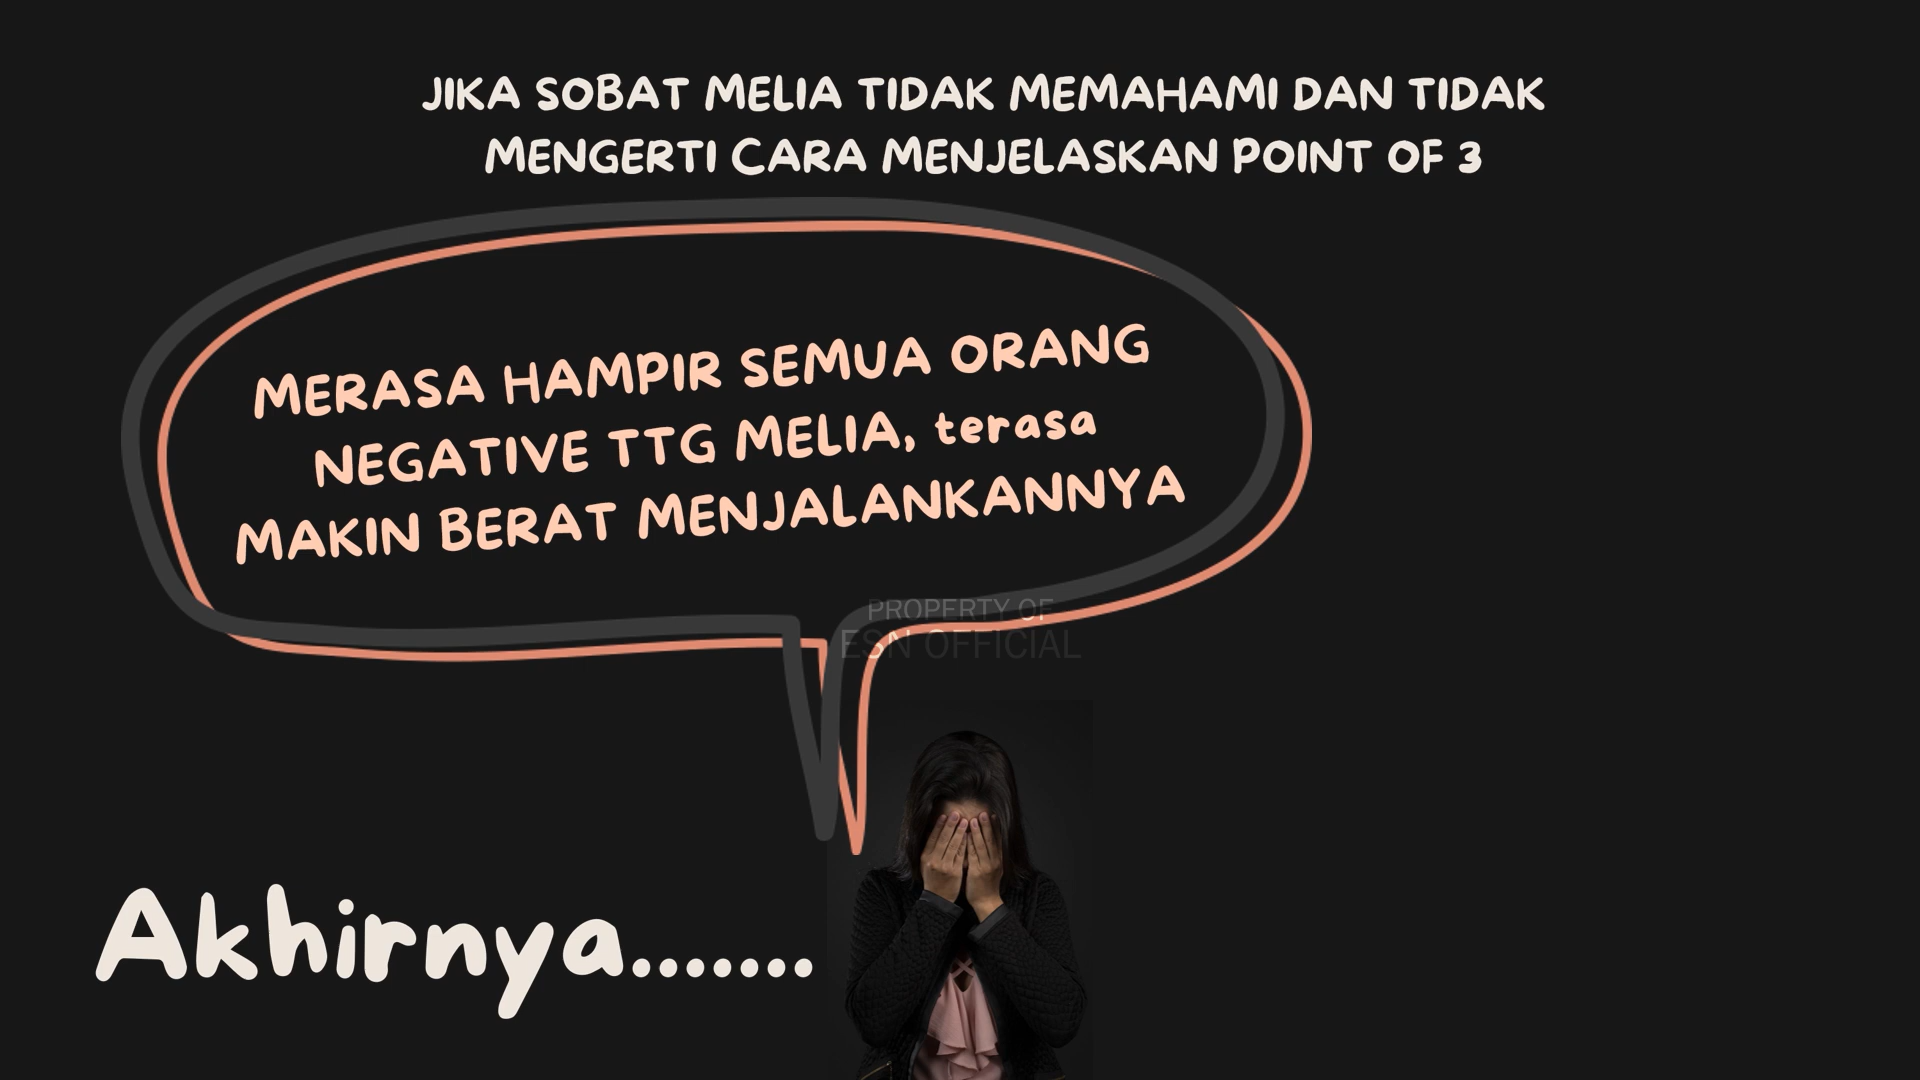 JIKA SOBAT MELIA TIDAK MEMAHAMI DAN TIDAK
MENGERTI CARA MENJELASKAN POINT OF 3
MERASA HAMPIR SEMUA ORANG
NEGATIVE TTG MELIA, terasa
MAKIN BERAT MENJALANKANNYA
PROPERTY OF
ESN OFFICIAL
Akhirnya.......